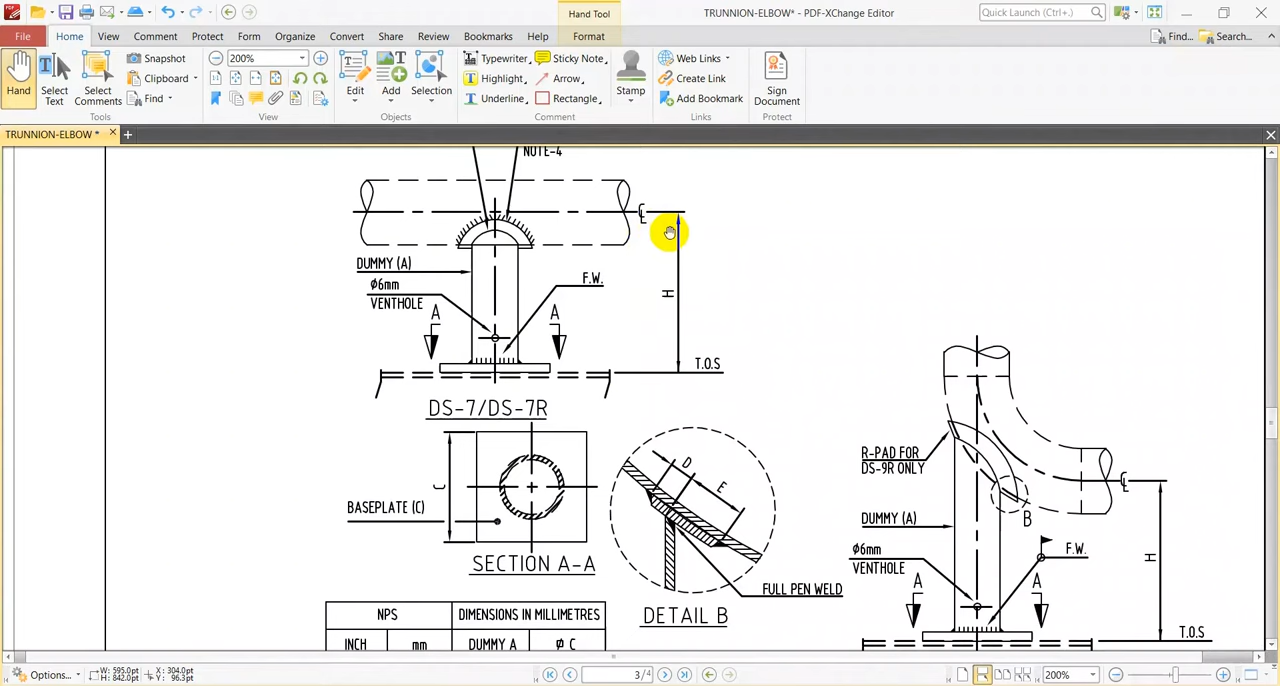 Hand Tool
TRUNNION-ELBOW* - PDF-XChange Editor
Quick Launch (Ctrl+.)
File
Home
View
Comment
Protect
Form
Organize
Convert
Share
Review
Bookmarks
Help
Format
Find...
Search...
Hand
Select Text
Select Comments
Snapshot
Clipboard
Find
Tools
200%
View
Edit
Add
Selection
Objects
Typewriter
Highlight
Underline
Sticky Note
Arrow
Rectangle
Stamp
Comment
Web Links
Create Link
Add Bookmark
Links
Sign Document
Protect
TRUNNION-ELBOW *
NOTE-4
DUMMY (A)
Ø6mm
VENTHOLE
F.W.
A
A
H
T.O.S
DS-7/DS-7R
C
BASEPLATE (C)
SECTION A-A
D
E
FULL PEN WELD
DETAIL B
R-PAD FOR
DS-9R ONLY
B
DUMMY (A)
Ø6mm
VENTHOLE
F.W.
A
A
H
T.O.S
NPS
DIMENSIONS IN MILLIMETRES
INCH
mm
DUMMY A
Ø C
Options...
W: 595.0pt
H: 842.0pt
X: 304.0pt
Y: 96.3pt
3 / 4
200%